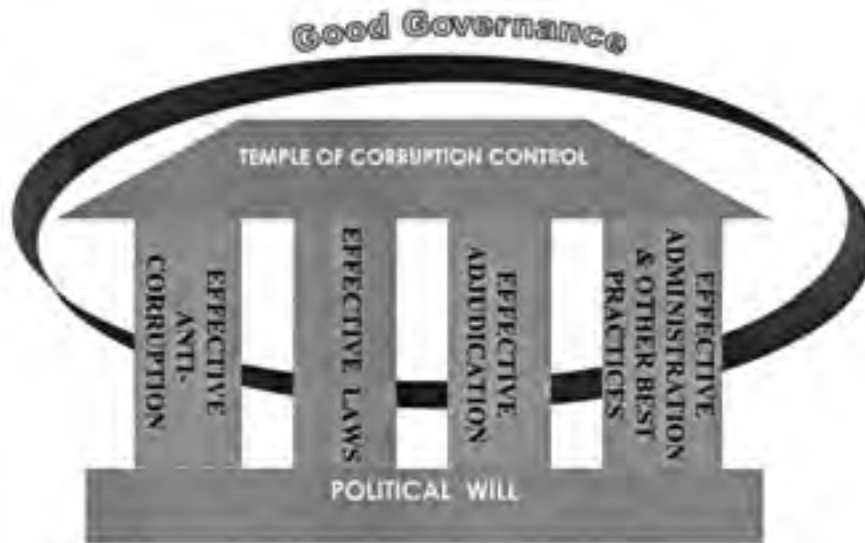 Good Governance
TEMPLE OF CORRUPTION CONTROL
EFFECTIVE
ANTI-
CORRUPTION
EFFECTIVE LAWS
EFFECTIVE
ADJUDICATION
EFFECTIVE
ADMINISTRATION
& OTHER BEST
PRACTICES
POLITICAL WILL